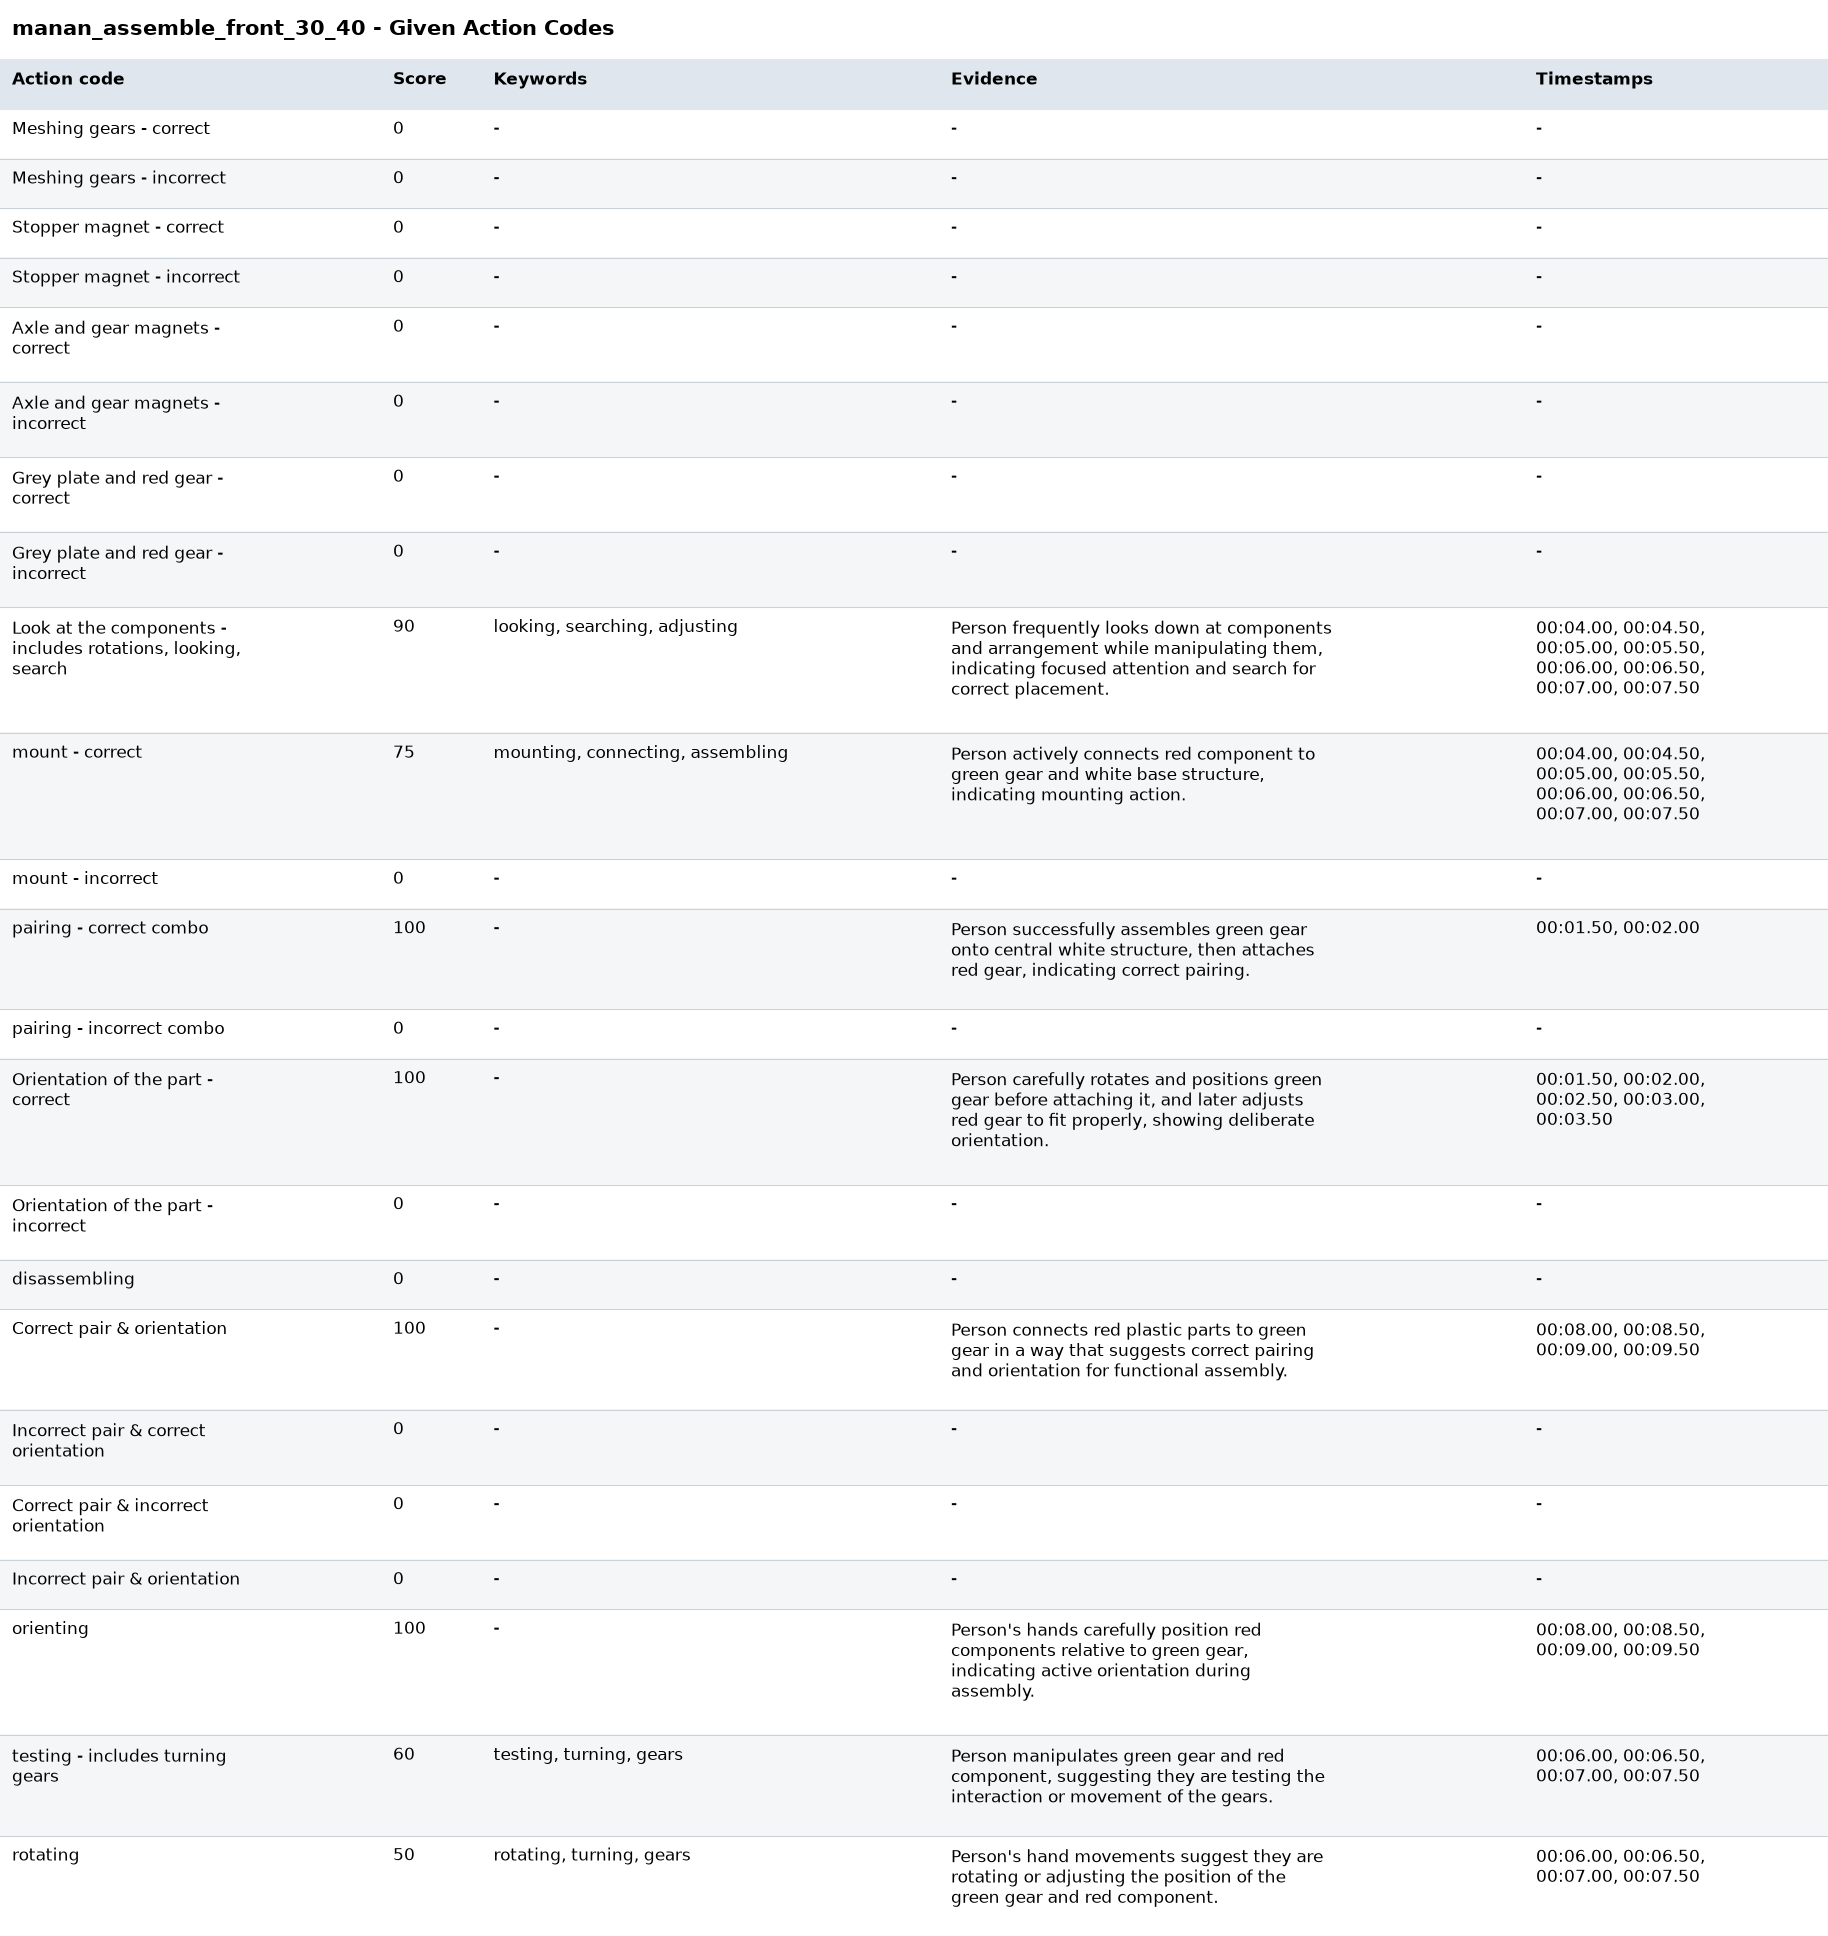 manan_assemble_front_30_40 - Given Action Codes
Action code Score Keywords Evidence Timestamps
Meshing gears - correct 0 - - -
Meshing gears - incorrect 0 - - -
Stopper magnet - correct 0 - - -
Stopper magnet - incorrect 0 - - -
Axle and gear magnets - 0 - - -
correct
Axle and gear magnets - 0 - - -
incorrect
Grey plate and red gear - 0 - - -
correct
Grey plate and red gear - 0 - - -
incorrect
Look at the components - 90 looking, searching, adjusting Person frequently looks down at components 00:04.00, 00:04.50,
includes rotations, looking, and arrangement while manipulating them, 00:05.00, 00:05.50,
search indicating focused attention and search for 00:06.00, 00:06.50,
correct placement. 00:07.00, 00:07.50
mount - correct 75 mounting, connecting, assembling Person actively connects red component to 00:04.00, 00:04.50,
green gear and white base structure, 00:05.00, 00:05.50,
indicating mounting action. 00:06.00, 00:06.50,
00:07.00, 00:07.50
mount - incorrect 0 - - -
pairing - correct combo 100 - Person successfully assembles green gear 00:01.50, 00:02.00
onto central white structure, then attaches
red gear, indicating correct pairing.
pairing - incorrect combo 0 - - -
Orientation of the part - 100 - Person carefully rotates and positions green 00:01.50, 00:02.00,
correct gear before attaching it, and later adjusts 00:02.50, 00:03.00,
red gear to fit properly, showing deliberate 00:03.50
orientation.
Orientation of the part - 0 - - -
incorrect
disassembling 0 - - -
Correct pair & orientation 100 - Person connects red plastic parts to green 00:08.00, 00:08.50,
gear in a way that suggests correct pairing 00:09.00, 00:09.50
and orientation for functional assembly.
Incorrect pair & correct 0 - - -
orientation
Correct pair & incorrect 0 - - -
orientation
Incorrect pair & orientation 0 - - -
orienting 100 - Person's hands carefully position red 00:08.00, 00:08.50,
components relative to green gear, 00:09.00, 00:09.50
indicating active orientation during
assembly.
testing - includes turning 60 testing, turning, gears Person manipulates green gear and red 00:06.00, 00:06.50,
gears component, suggesting they are testing the 00:07.00, 00:07.50
interaction or movement of the gears.
rotating 50 rotating, turning, gears Person's hand movements suggest they are 00:06.00, 00:06.50,
rotating or adjusting the position of the 00:07.00, 00:07.50
green gear and red component.